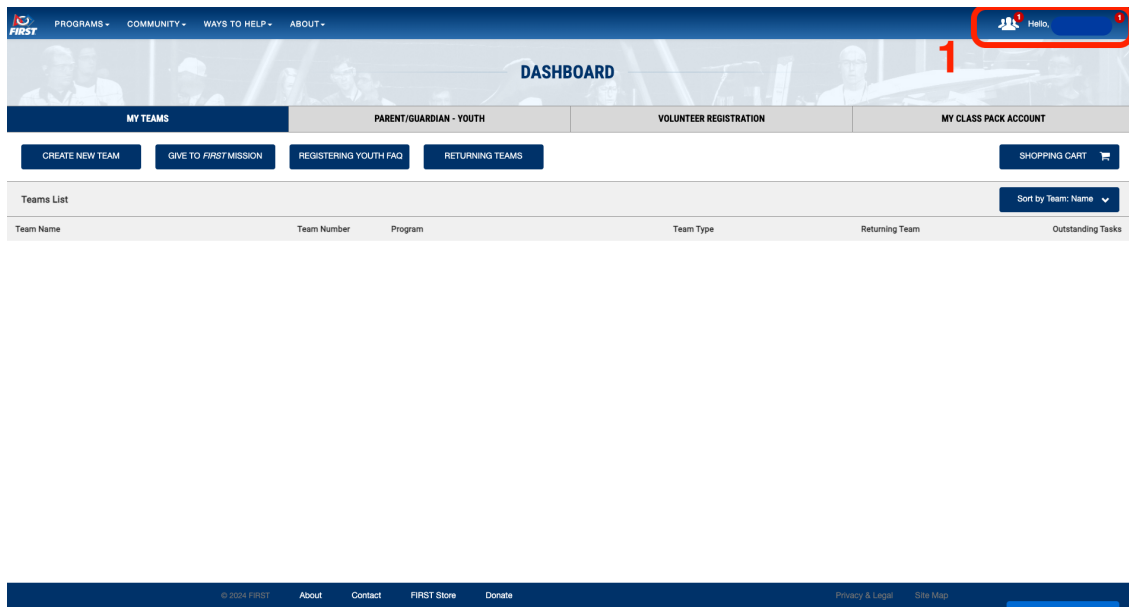 FIRST PROGRAMS COMMUNITY WAYS TO HELP ABOUT 1 Hello, 1
1
DASHBOARD
MY TEAMS PARENT/GUARDIAN - YOUTH VOLUNTEER REGISTRATION MY CLASS PACK ACCOUNT
CREATE NEW TEAM GIVE TO FIRST MISSION REGISTERING YOUTH FAQ RETURNING TEAMS SHOPPING CART
Teams List Sort by Team: Name
Team Name Team Number Program Team Type Returning Team Outstanding Tasks
© 2024 FIRST About Contact FIRST Store Donate Privacy & Legal Site Map